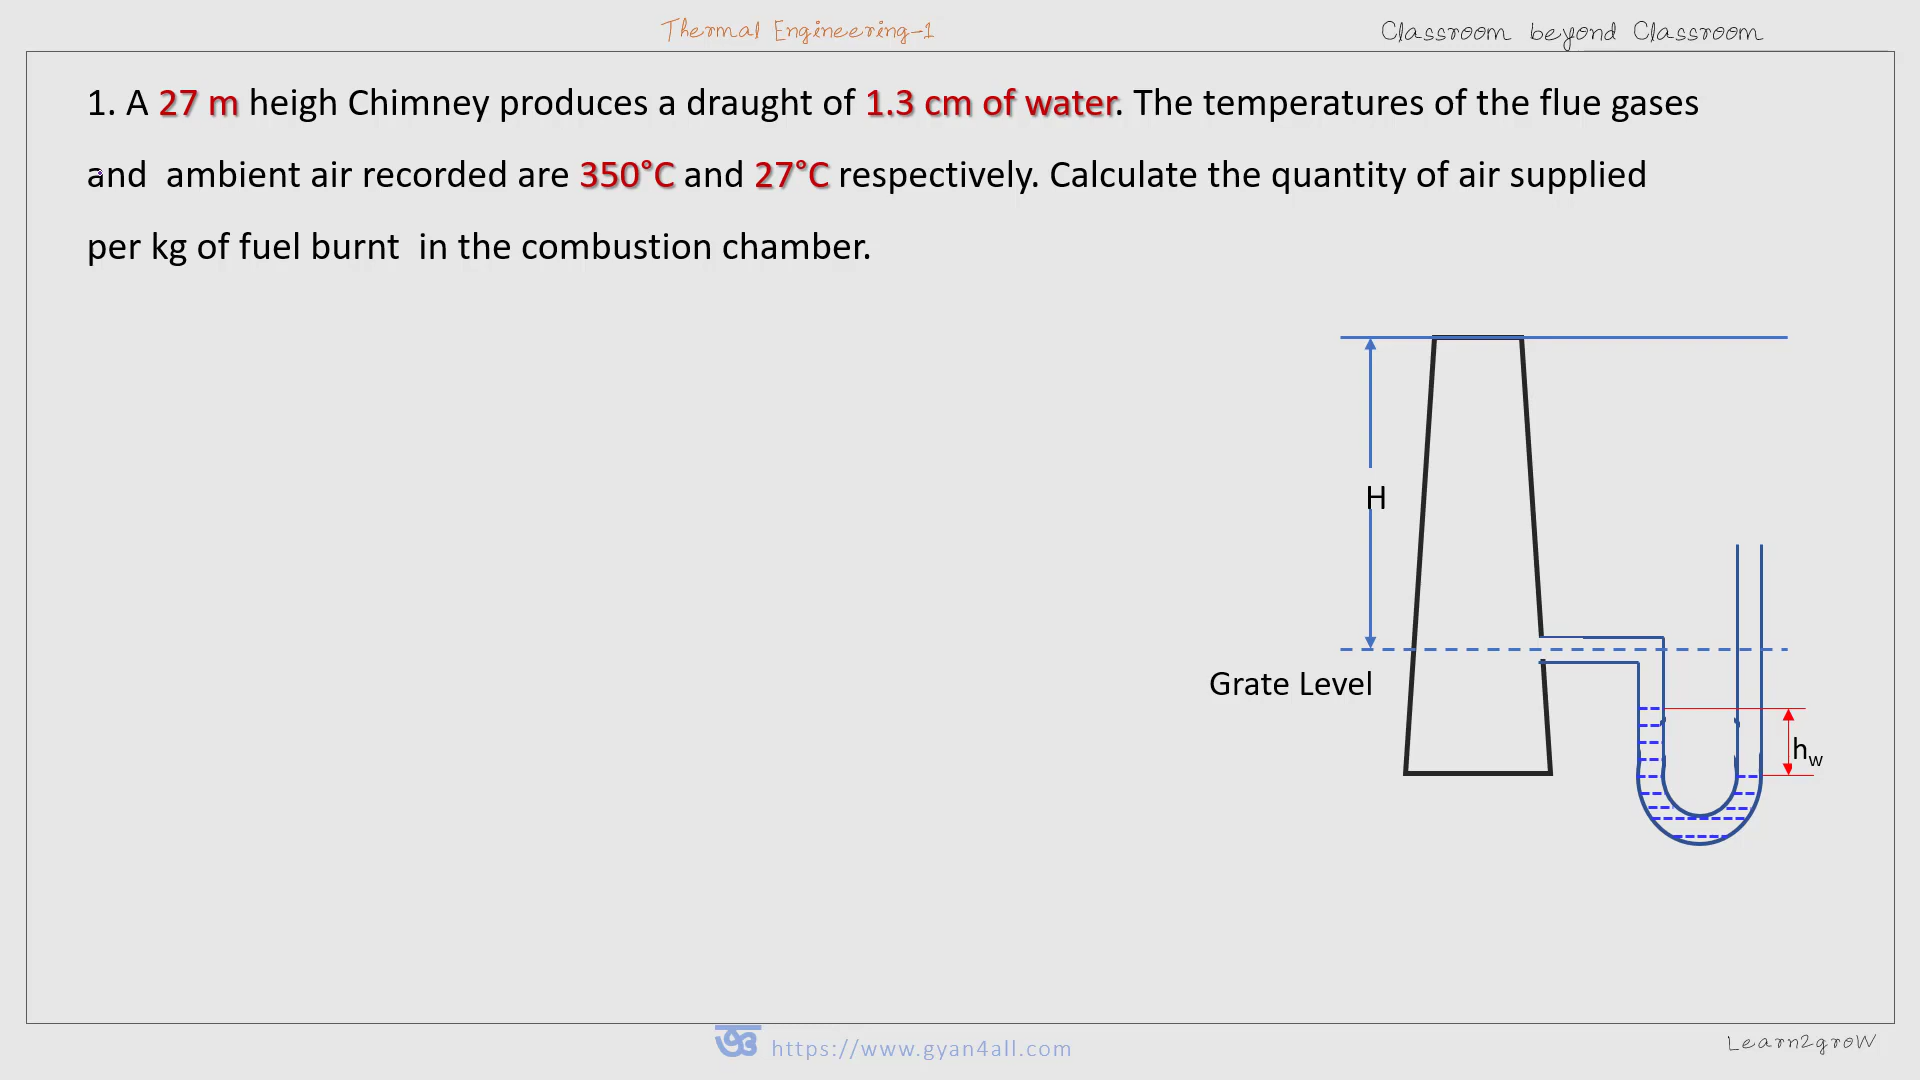 Thermal Engineering-1
Classroom beyond Classroom
1. A 27 m heigh Chimney produces a draught of 1.3 cm of water. The temperatures of the flue gases
and ambient air recorded are 350°C and 27°C respectively. Calculate the quantity of air supplied
per kg of fuel burnt in the combustion chamber.
H
Grate Level
hw
https://www.gyan4all.com
Learn2groW